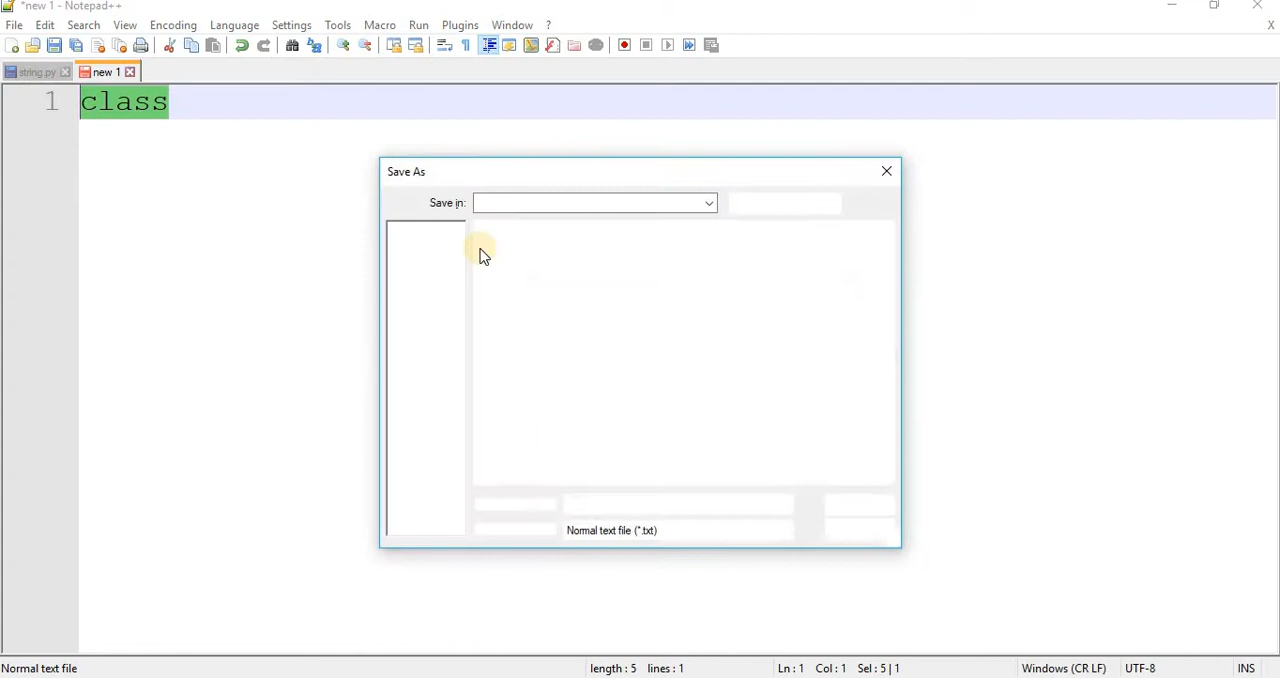 *new 1 - Notepad++
File Edit Search View Encoding Language Settings Tools Macro Run Plugins Window ? X
string.py new 1
1 class
Save As
Save in:
Normal text file (*.txt)
Normal text file length : 5 lines : 1 Ln : 1 Col : 1 Sel : 5 | 1 Windows (CR LF) UTF-8 INS